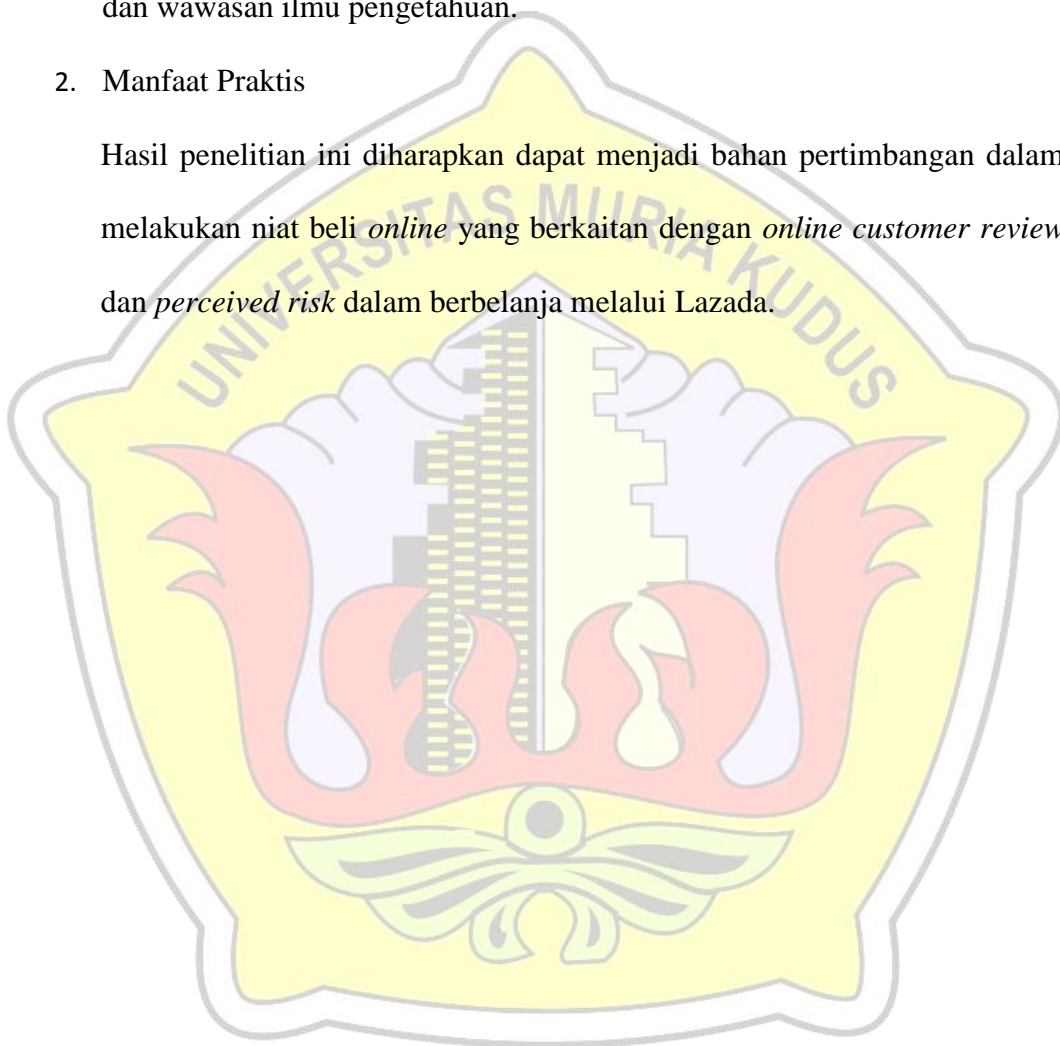 dan wawasan ilmu pengetahuan.
2. Manfaat Praktis
Hasil penelitian ini diharapkan dapat menjadi bahan pertimbangan dalam
melakukan niat beli online yang berkaitan dengan online customer review
dan perceived risk dalam berbelanja melalui Lazada.
UNIVERSITAS MURIA KUDUS